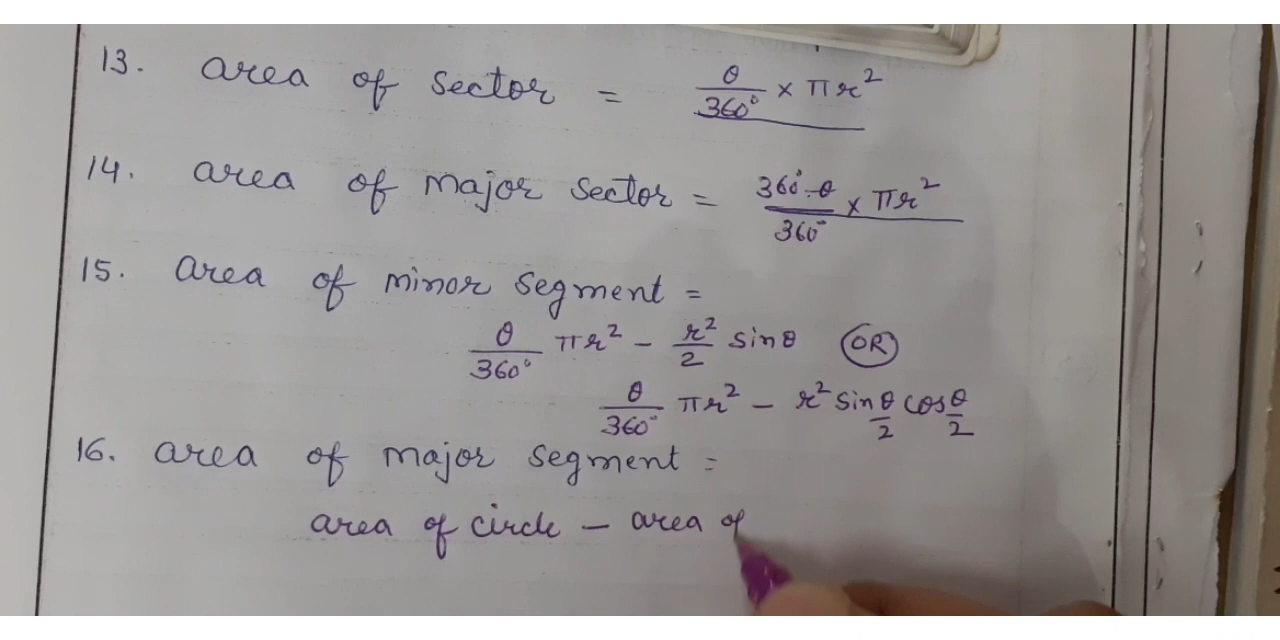 13. area of sector = θ/360° × πr²
14. area of major sector = 360°-θ/360° × πr²
15. area of minor segment =
θ/360° πr² - r²/2 sinθ OR
θ/360° πr² - r² sin θ/2 cos θ/2
16. area of major segment =
area of circle - area of